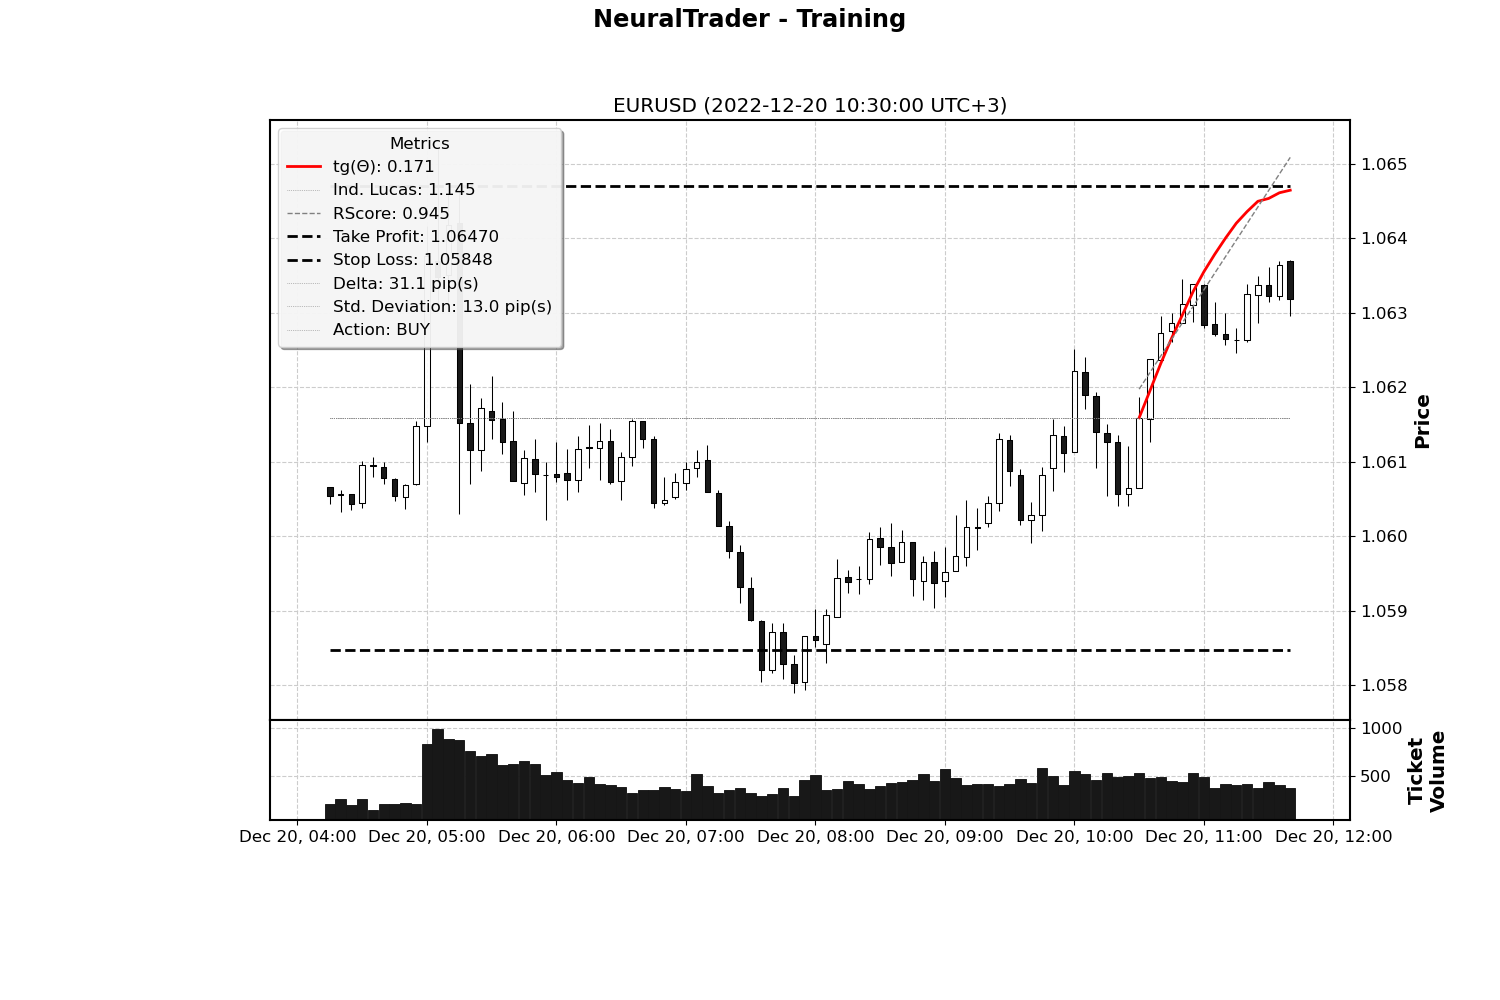 NeuralTrader - Training
EURUSD (2022-12-20 10:30:00 UTC+3)
Metrics
tg(Θ): 0.171
Ind. Lucas: 1.145
RScore: 0.945
Take Profit: 1.06470
Stop Loss: 1.05848
Delta: 31.1 pip(s)
Std. Deviation: 13.0 pip(s)
Action: BUY
1.065
1.064
1.063
1.062
1.061
1.060
1.059
1.058
Price
1000
500
Ticket
Volume
Dec 20, 04:00 Dec 20, 05:00 Dec 20, 06:00 Dec 20, 07:00 Dec 20, 08:00 Dec 20, 09:00 Dec 20, 10:00 Dec 20, 11:00 Dec 20, 12:00